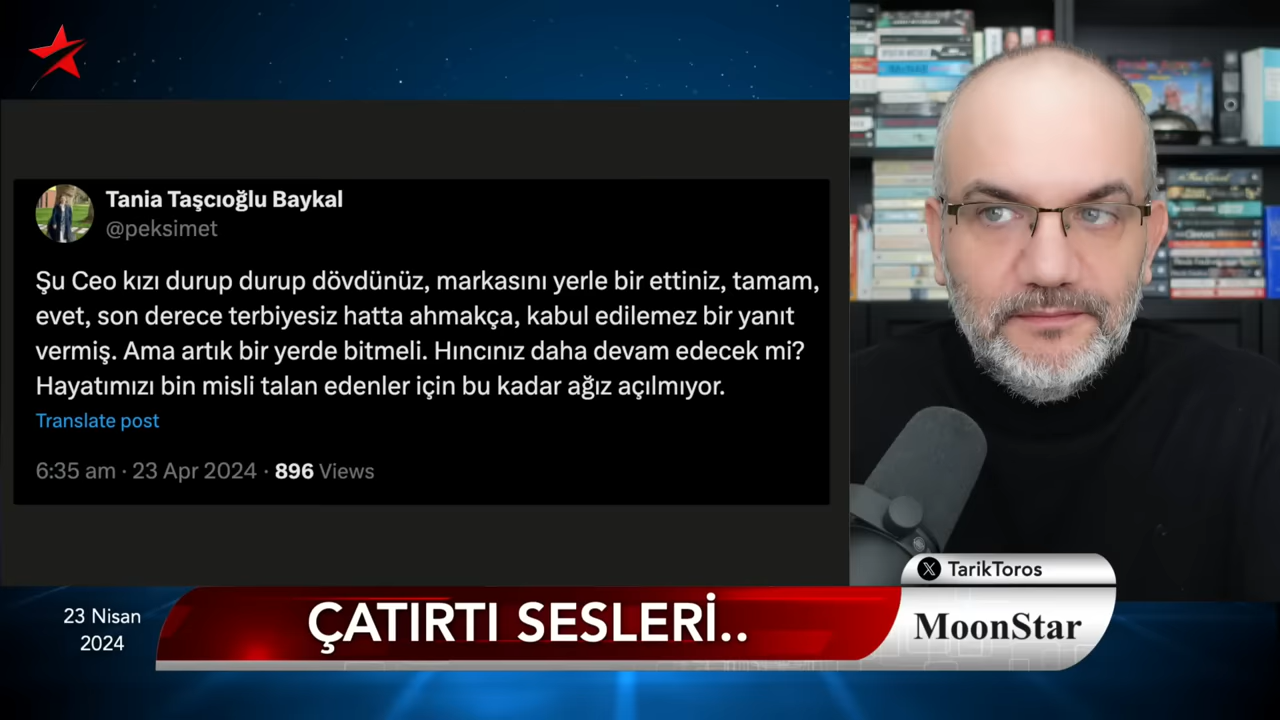 Tania Taşcıoğlu Baykal
@peksimet
Şu Ceo kızı durup durup dövdünüz, markasını yerle bir ettiniz, tamam,
evet, son derece terbiyesiz hatta ahmakça, kabul edilemez bir yanıt
vermiş. Ama artık bir yerde bitmeli. Hıncınız daha devam edecek mi?
Hayatımızı bin misli talan edenler için bu kadar ağız açılmıyor.
Translate post
6:35 am · 23 Apr 2024 · 896 Views
X TarikToros
23 Nisan
2024
ÇATIRTI SESLERİ..
MoonStar